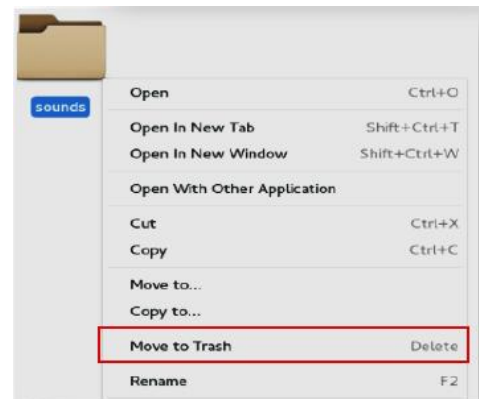 sounds
Open Ctrl+O
Open In New Tab Shift+Ctrl+T
Open In New Window Shift+Ctrl+W
Open With Other Application
Cut Ctrl+X
Copy Ctrl+C
Move to...
Copy to...
Move to Trash Delete
Rename F2